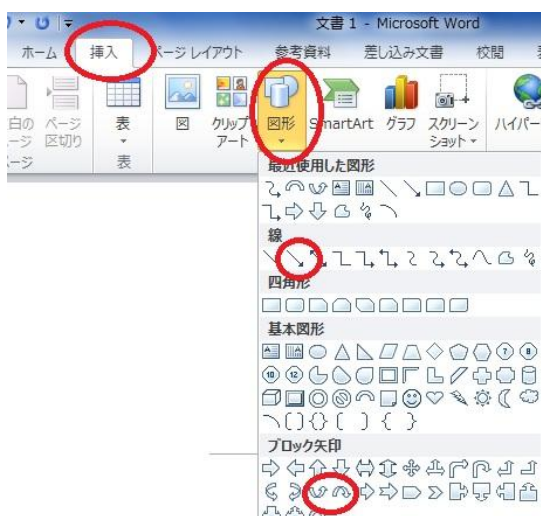 文書 1 - Microsoft Word
ホーム 挿入 ページ レイアウト 参考資料 差し込み文書 校閲
白の ページ 表 図 クリップ 図形 SmartArt グラフ スクリーン ハイパー
ージ 区切り アート ショット
ージ 表
最近使用した図形
線
四角形
基本図形
ブロック矢印